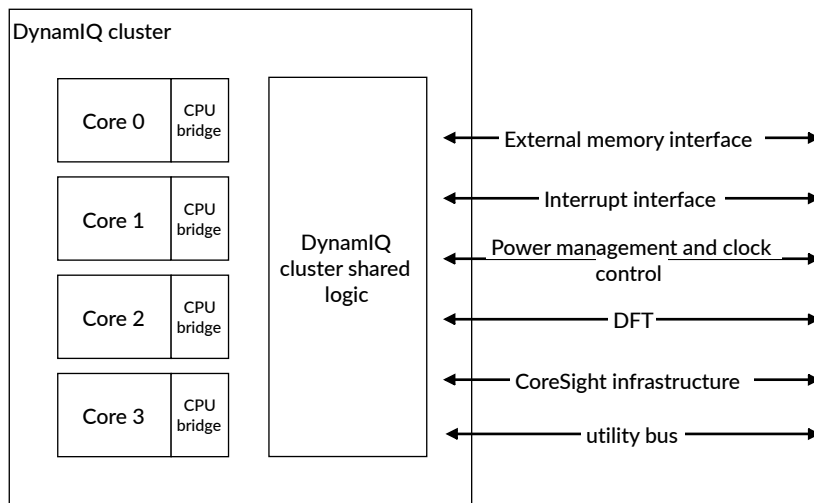 DynamIQ cluster
Core 0
CPU
bridge
Core 1
CPU
bridge
Core 2
CPU
bridge
Core 3
CPU
bridge
DynamIQ
cluster shared
logic
External memory interface
Interrupt interface
Power management and clock
control
DFT
CoreSight infrastructure
utility bus